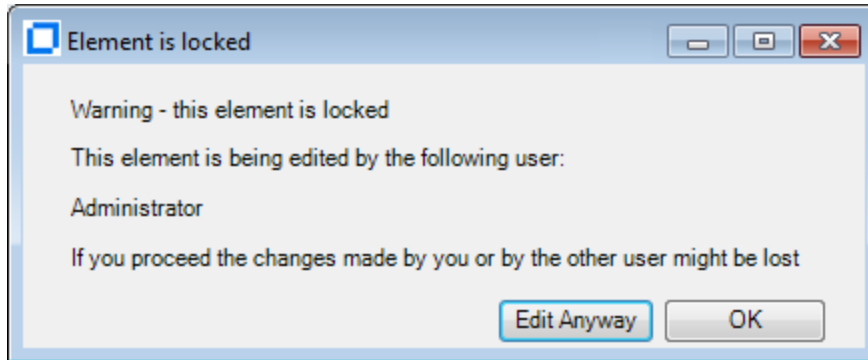 Element is locked
Warning - this element is locked
This element is being edited by the following user:
Administrator
If you proceed the changes made by you or by the other user might be lost
Edit Anyway OK